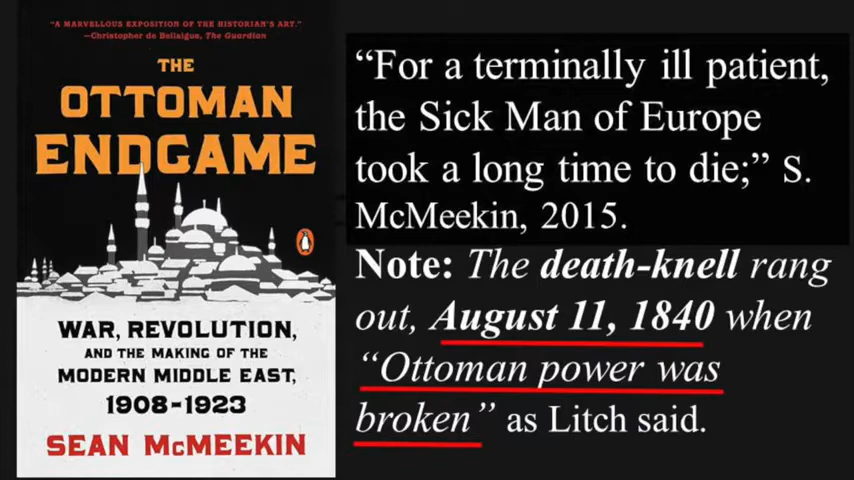 "A MARVELLOUS EXPOSITION OF THE HISTORIAN'S ART."
—Christopher de Bellaigue, The Guardian
THE
OTTOMAN
ENDGAME
WAR, REVOLUTION,
AND THE MAKING OF THE
MODERN MIDDLE EAST,
1908-1923
SEAN McMEEKIN
“For a terminally ill patient,
the Sick Man of Europe
took a long time to die;” S.
McMeekin, 2015.
Note: The death-knell rang
out, August 11, 1840 when
“Ottoman power was
broken” as Litch said.